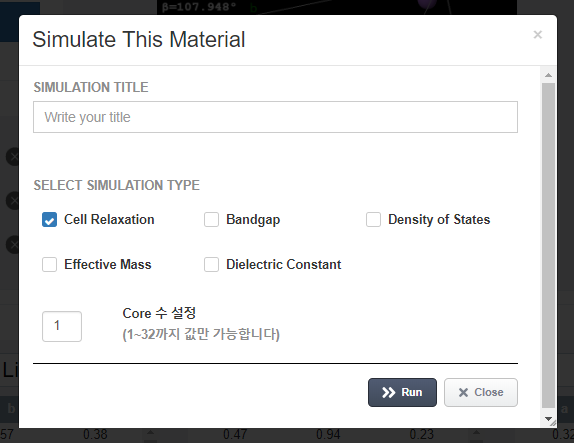 β=107.948°
b
Simulate This Material
×
SIMULATION TITLE
Write your title
SELECT SIMULATION TYPE
Cell Relaxation Bandgap Density of States
Effective Mass Dielectric Constant
1 Core 수 설정
(1~32까지 값만 가능합니다)
Run Close
Li
b a
57 0.38 0.47 0.94 0.23 0.32